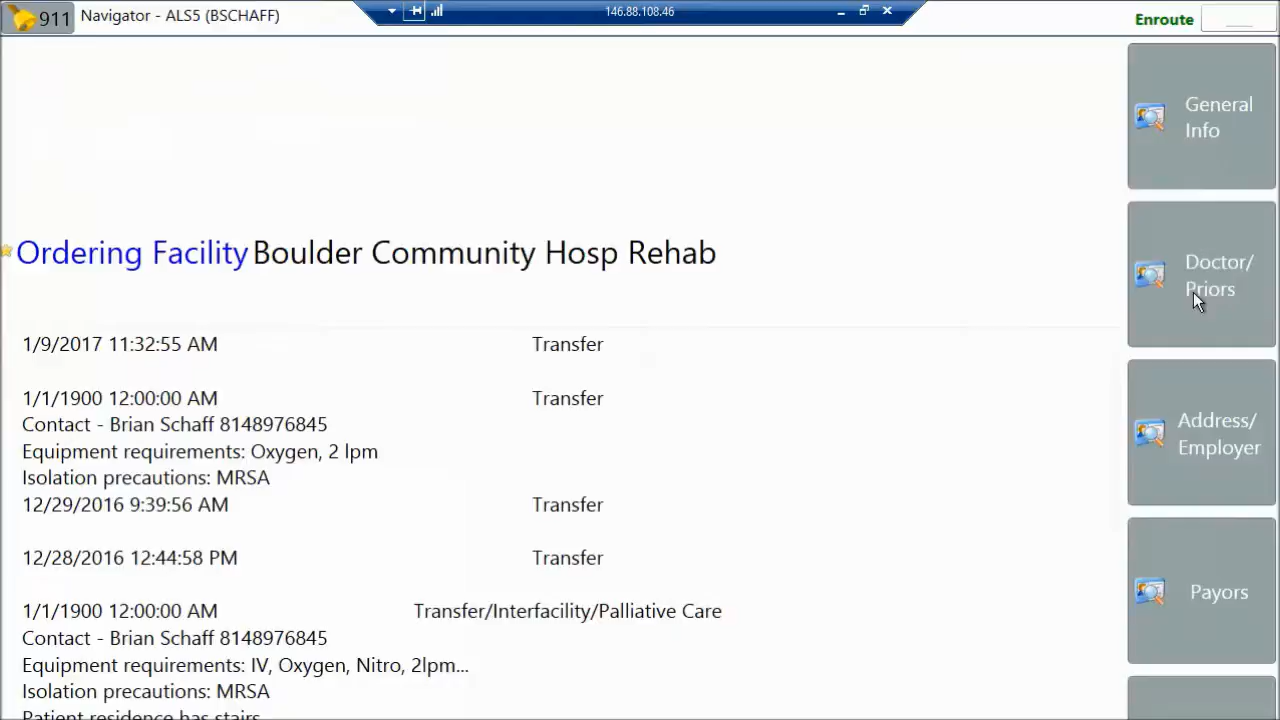 911 Navigator - ALS5 (BSCHAFF)
146.88.108.46
Enroute
General
Info
Ordering Facility Boulder Community Hosp Rehab
Doctor/
Priors
1/9/2017 11:32:55 AM Transfer
1/1/1900 12:00:00 AM Transfer
Contact - Brian Schaff 8148976845
Equipment requirements: Oxygen, 2 lpm
Isolation precautions: MRSA
Address/
Employer
12/29/2016 9:39:56 AM Transfer
12/28/2016 12:44:58 PM Transfer
Payors
1/1/1900 12:00:00 AM Transfer/Interfacility/Palliative Care
Contact - Brian Schaff 8148976845
Equipment requirements: IV, Oxygen, Nitro, 2lpm...
Isolation precautions: MRSA
Patient residence has stairs